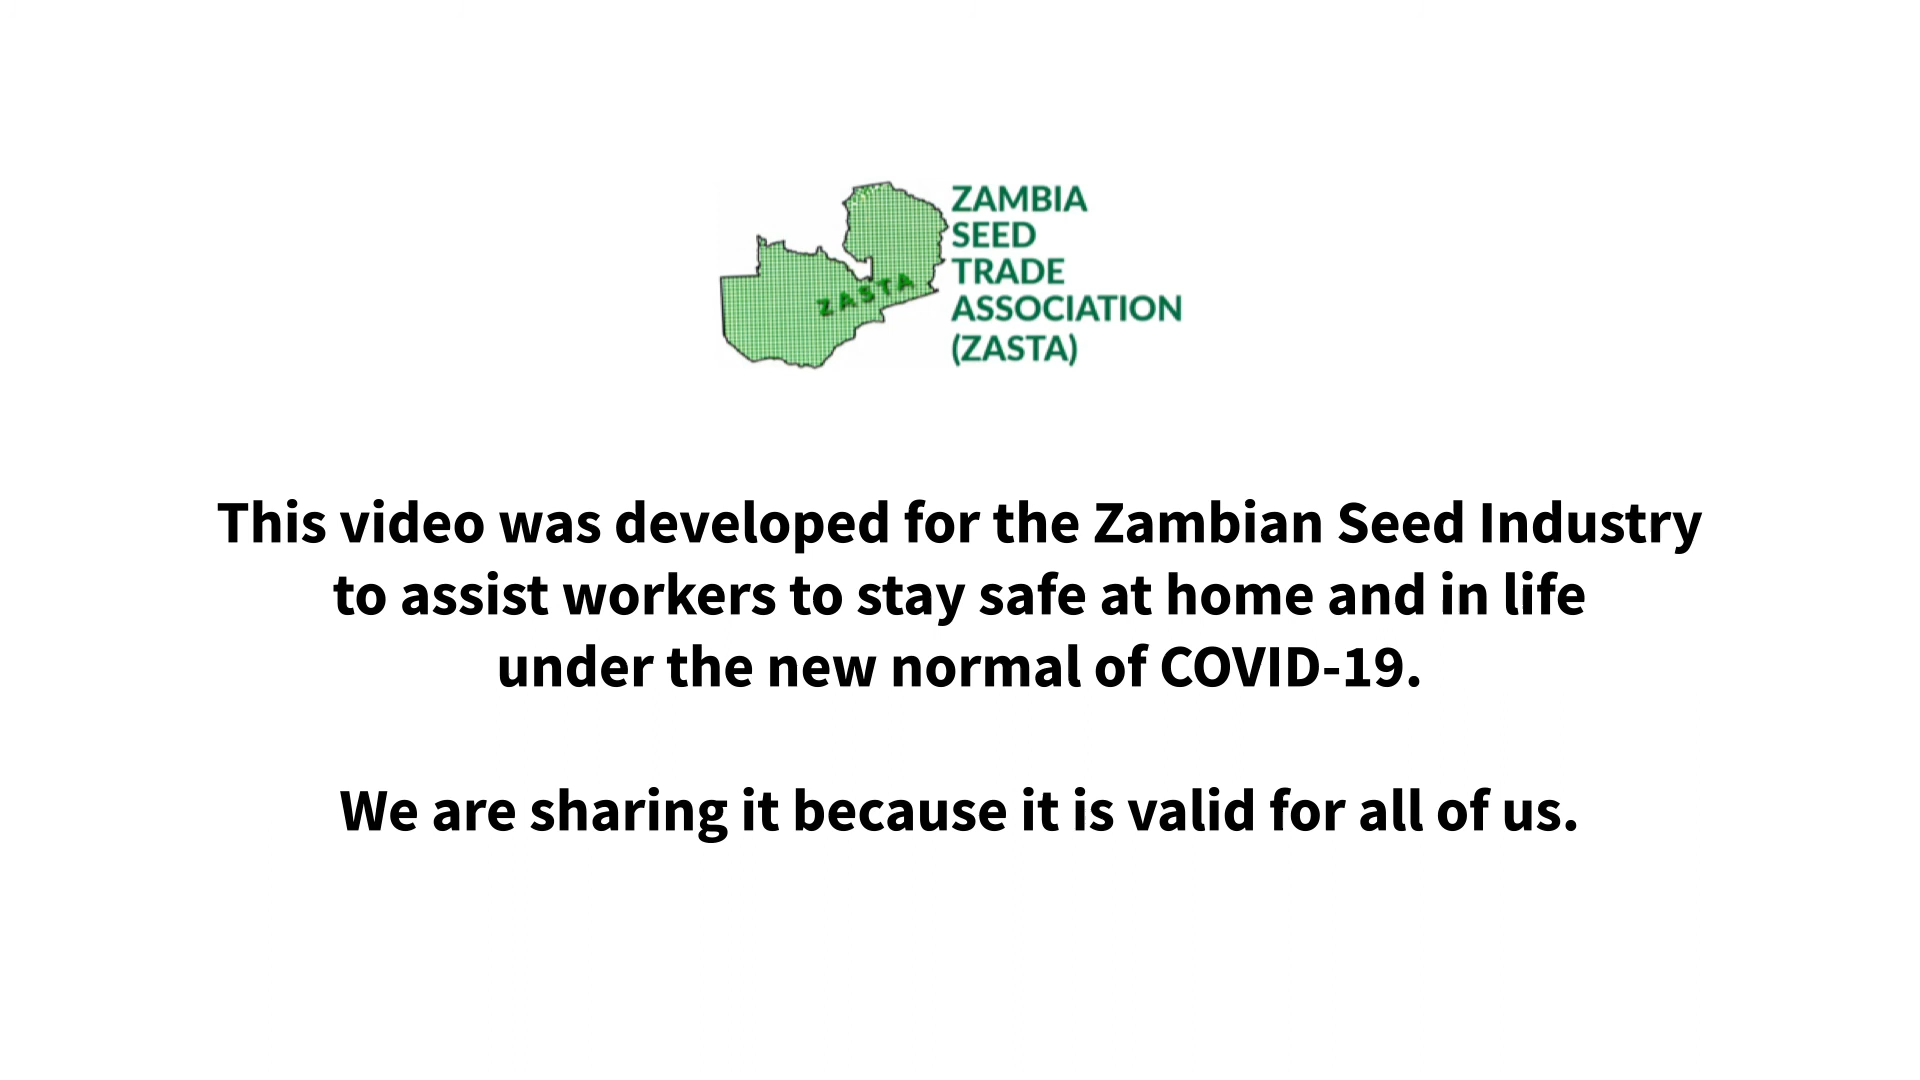 ZAMBIA
SEED
TRADE
ASSOCIATION
(ZASTA)
ZASTA
This video was developed for the Zambian Seed Industry
to assist workers to stay safe at home and in life
under the new normal of COVID-19.
We are sharing it because it is valid for all of us.